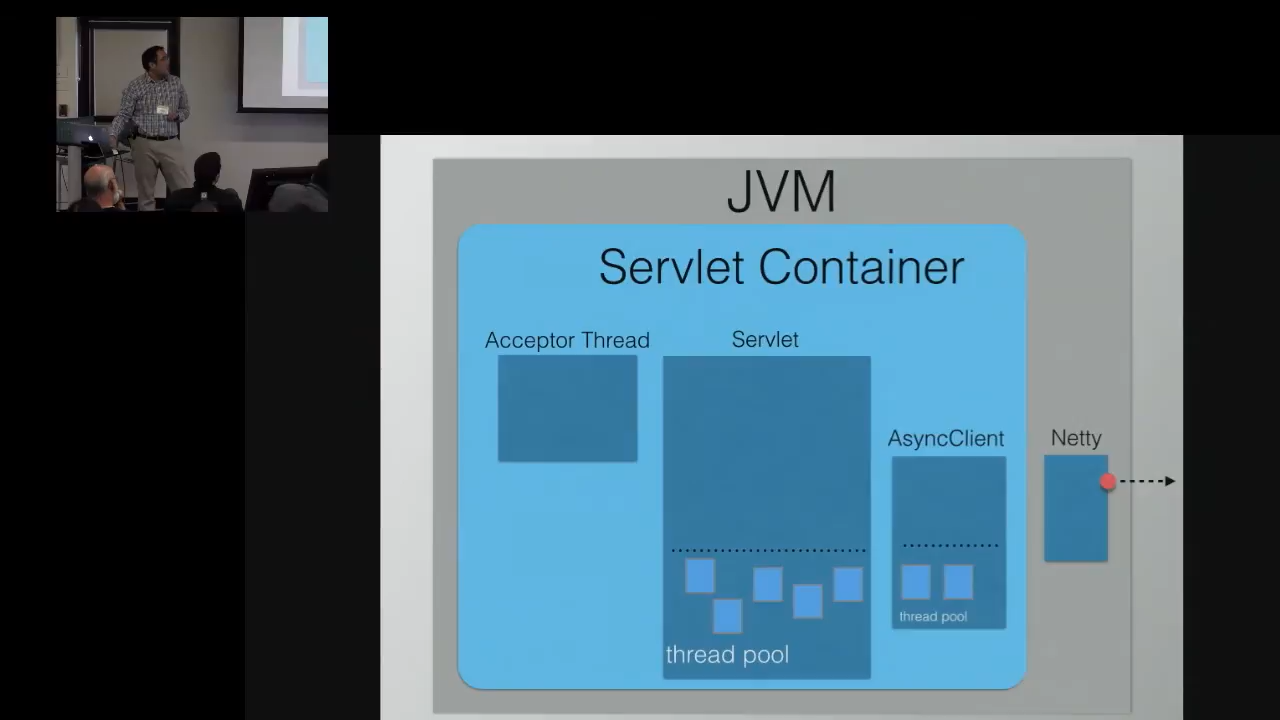 JVM
Servlet Container
Acceptor Thread
Servlet
AsyncClient
Netty
thread pool
thread pool